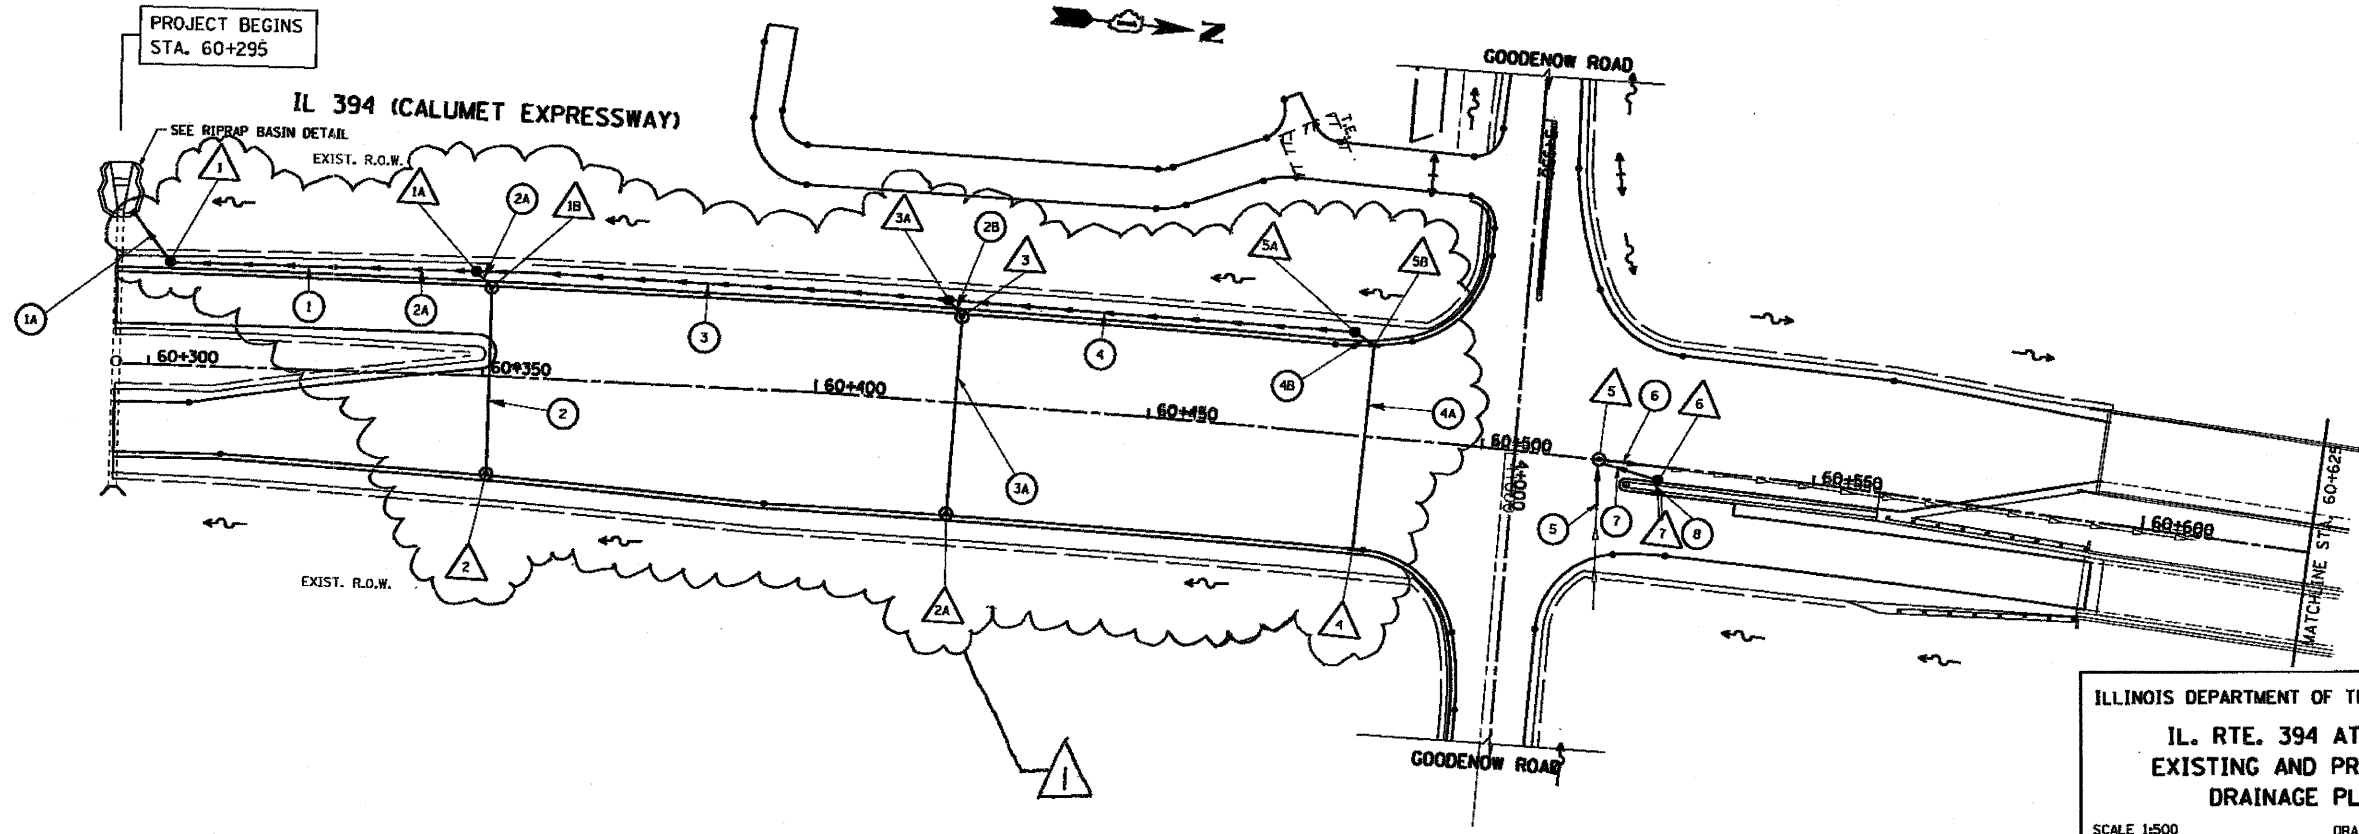 PROJECT BEGINS
STA. 60+295
N
GOODENOW ROAD
IL 394 (CALUMET EXPRESSWAY)
SEE RIPRAP BASIN DETAIL
EXIST. R.O.W.
T.E.
1
1A
2A
1B
3A
2B
3
5A
5B
1A
1
2A
3
4
4B
4A
60+300
60+350
60+400
60+450
60+500
60+550
60+600
2
3A
5
6
6
5
7
7
8
4+000
MATCHLINE STA. 60+625
2
2A
4
EXIST. R.O.W.
GOODENOW ROAD
1
ILLINOIS DEPARTMENT OF
IL. RTE. 394 AT
EXISTING AND PR
DRAINAGE PL
SCALE 1:500
DRA